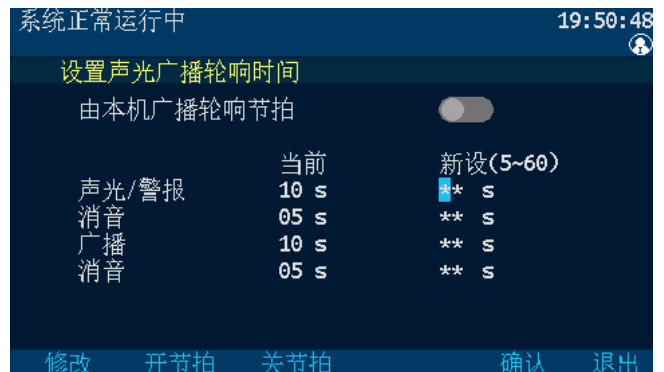 系统正常运行中 19:50:48
设置声光广播轮响时间
由本机广播轮响节拍
当前 新设(5~60)
声光/警报 10 s ** s
消音 05 s ** s
广播 10 s ** s
消音 05 s ** s
修改 开节拍 关节拍 确认 退出